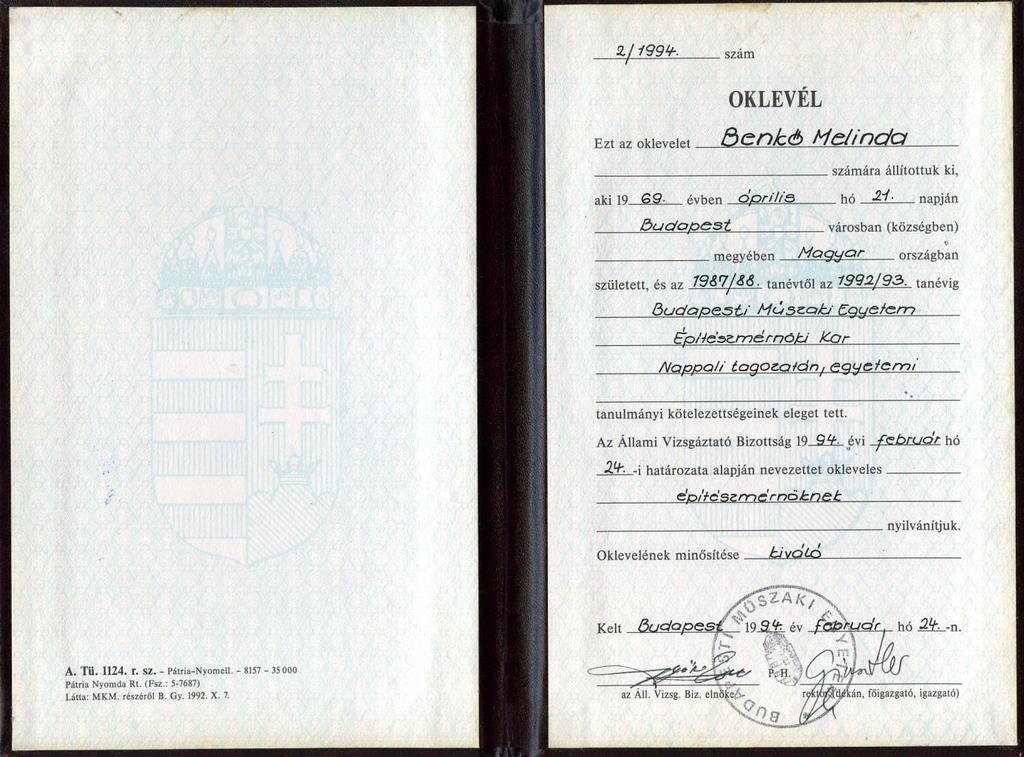 A. Tü. 1124. r. sz. – Pátria-Nyomell. – 8157 – 35 000
Pátria Nyomda Rt. (Fsz.: 5-7687)
Látta: MKM. részéről B. Gy. 1992. X. 7.
2/1994. szám
OKLEVÉL
Ezt az oklevelet Benkő Melinda
számára állítottuk ki,
aki 19 69. évben április hó 21. napján
Budapest városban (községben)
megyében Magyar országban
született, és az 1987/88. tanévtől az 1992/93. tanévig
Budapesti Műszaki Egyetem
Építészmérnöki Kar
Nappali tagozatán, egyetemi
tanulmányi kötelezettségeinek eleget tett.
Az Állami Vizsgáztató Bizottság 19 94. évi február hó
24. -i határozata alapján nevezettet okleveles
építészmérnöknek
nyilvánítjuk.
Oklevelének minősítése kiváló
Kelt Budapest 19 94. év február hó 24. -n.
P. H.
az Áll. Vizsg. Biz. elnöke
rektor (dékán, főigazgató, igazgató)
BUDAPESTI MŰSZAKI EGYETEM